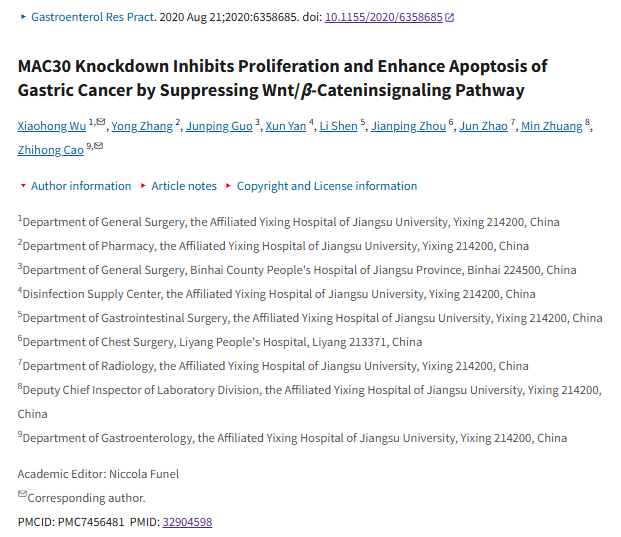 Gastroenterol Res Pract. 2020 Aug 21;2020:6358685. doi: 10.1155/2020/6358685
MAC30 Knockdown Inhibits Proliferation and Enhance Apoptosis of
Gastric Cancer by Suppressing Wnt/β-Cateninsignaling Pathway
Xiaohong Wu 1,✉, Yong Zhang 2, Junping Guo 3, Xun Yan 4, Li Shen 5, Jianping Zhou 6, Jun Zhao 7, Min Zhuang 8,
Zhihong Cao 9,✉
Author information Article notes Copyright and License information
1Department of General Surgery, the Affiliated Yixing Hospital of Jiangsu University, Yixing 214200, China
2Department of Pharmacy, the Affiliated Yixing Hospital of Jiangsu University, Yixing 214200, China
3Department of General Surgery, Binhai County People's Hospital of Jiangsu Province, Binhai 224500, China
4Disinfection Supply Center, the Affiliated Yixing Hospital of Jiangsu University, Yixing 214200, China
5Department of Gastrointestinal Surgery, the Affiliated Yixing Hospital of Jiangsu University, Yixing 214200, China
6Department of Chest Surgery, Liyang People's Hospital, Liyang 213371, China
7Department of Radiology, the Affiliated Yixing Hospital of Jiangsu University, Yixing 214200, China
8Deputy Chief Inspector of Laboratory Division, the Affiliated Yixing Hospital of Jiangsu University, Yixing 214200,
China
9Department of Gastroenterology, the Affiliated Yixing Hospital of Jiangsu University, Yixing 214200, China
Academic Editor: Niccola Funel
✉Corresponding author.
PMCID: PMC7456481 PMID: 32904598